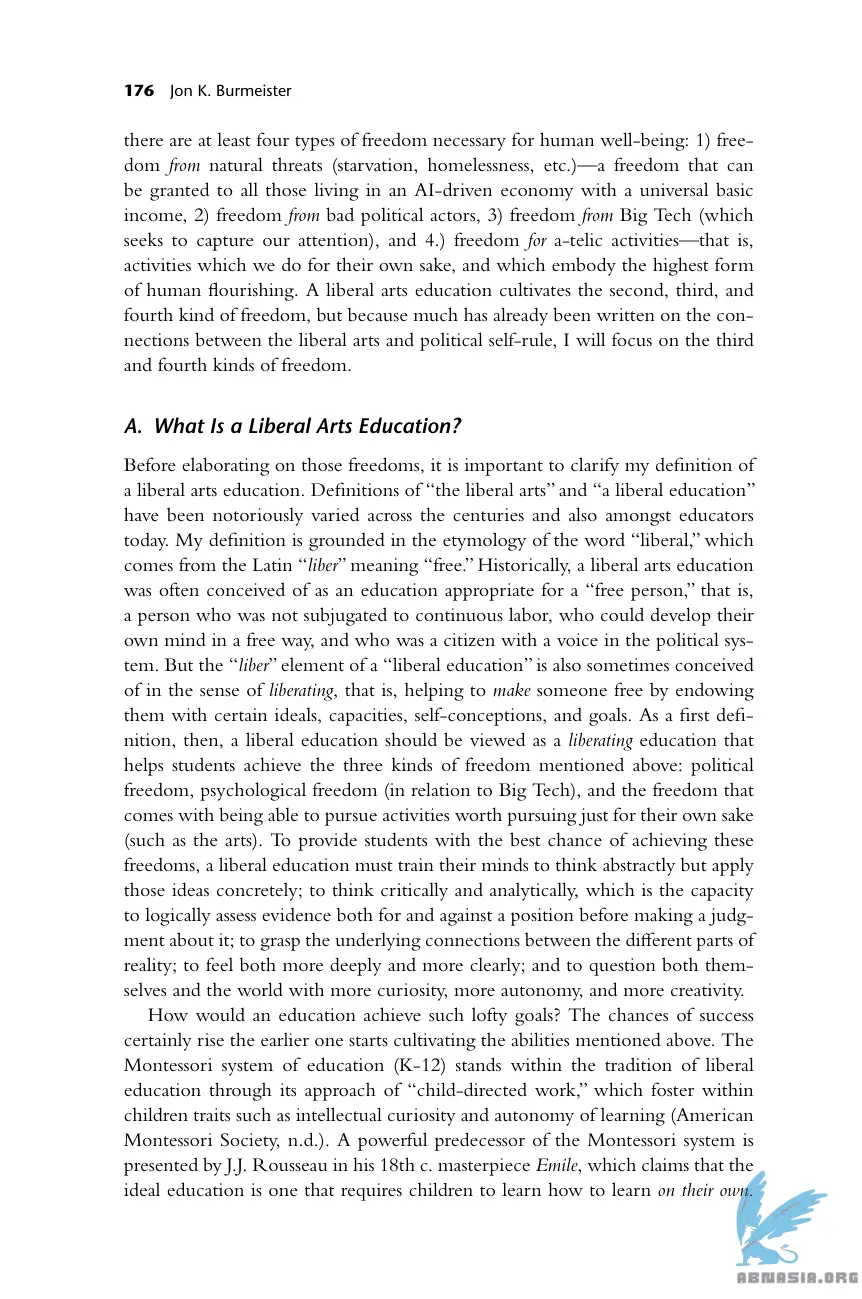 176 Jon K. Burmeister
there are at least four types of freedom necessary for human well-being: 1) free-
dom from natural threats (starvation, homelessness, etc.)—a freedom that can
be granted to all those living in an AI-driven economy with a universal basic
income, 2) freedom from bad political actors, 3) freedom from Big Tech (which
seeks to capture our attention), and 4.) freedom for a-telic activities—that is,
activities which we do for their own sake, and which embody the highest form
of human flourishing. A liberal arts education cultivates the second, third, and
fourth kind of freedom, but because much has already been written on the con-
nections between the liberal arts and political self-rule, I will focus on the third
and fourth kinds of freedom.
A. What Is a Liberal Arts Education?
Before elaborating on those freedoms, it is important to clarify my definition of
a liberal arts education. Definitions of “the liberal arts” and “a liberal education”
have been notoriously varied across the centuries and also amongst educators
today. My definition is grounded in the etymology of the word “liberal,” which
comes from the Latin “liber” meaning “free.” Historically, a liberal arts education
was often conceived of as an education appropriate for a “free person,” that is,
a person who was not subjugated to continuous labor, who could develop their
own mind in a free way, and who was a citizen with a voice in the political sys-
tem. But the “liber” element of a “liberal education” is also sometimes conceived
of in the sense of liberating, that is, helping to make someone free by endowing
them with certain ideals, capacities, self-conceptions, and goals. As a first defi-
nition, then, a liberal education should be viewed as a liberating education that
helps students achieve the three kinds of freedom mentioned above: political
freedom, psychological freedom (in relation to Big Tech), and the freedom that
comes with being able to pursue activities worth pursuing just for their own sake
(such as the arts). To provide students with the best chance of achieving these
freedoms, a liberal education must train their minds to think abstractly but apply
those ideas concretely; to think critically and analytically, which is the capacity
to logically assess evidence both for and against a position before making a judg-
ment about it; to grasp the underlying connections between the different parts of
reality; to feel both more deeply and more clearly; and to question both them-
selves and the world with more curiosity, more autonomy, and more creativity.
How would an education achieve such lofty goals? The chances of success
certainly rise the earlier one starts cultivating the abilities mentioned above. The
Montessori system of education (K-12) stands within the tradition of liberal
education through its approach of “child-directed work,” which foster within
children traits such as intellectual curiosity and autonomy of learning (American
Montessori Society, n.d.). A powerful predecessor of the Montessori system is
presented by J.J. Rousseau in his 18th c. masterpiece Emile, which claims that the
ideal education is one that requires children to learn how to learn on their own.
ABNASIA.ORG